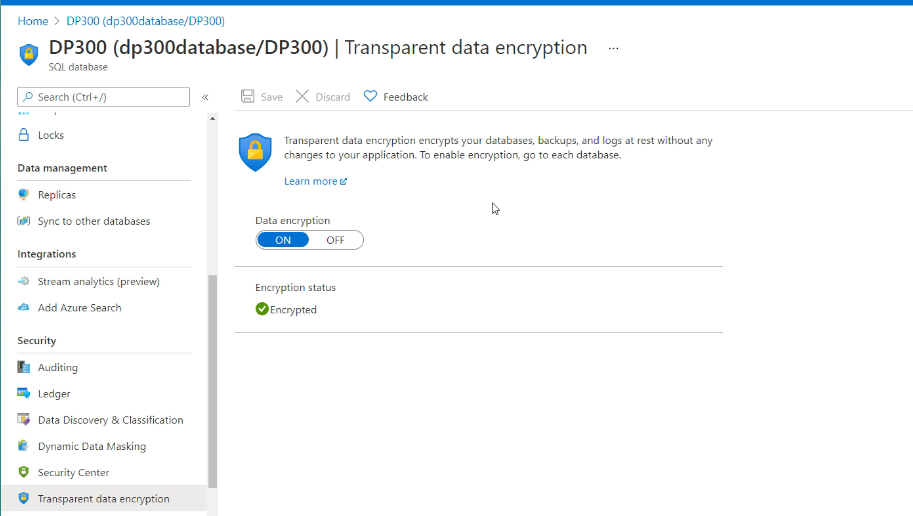 Home > DP300 (dp300database/DP300)
DP300 (dp300database/DP300) | Transparent data encryption ...
SQL database
Search (Ctrl+/)
«
Save
Discard
Feedback
Locks
Data management
Replicas
Sync to other databases
Integrations
Stream analytics (preview)
Add Azure Search
Security
Auditing
Ledger
Data Discovery & Classification
Dynamic Data Masking
Security Center
Transparent data encryption
Transparent data encryption encrypts your databases, backups, and logs at rest without any
changes to your application. To enable encryption, go to each database.
Learn more
Data encryption
ON OFF
Encryption status
Encrypted